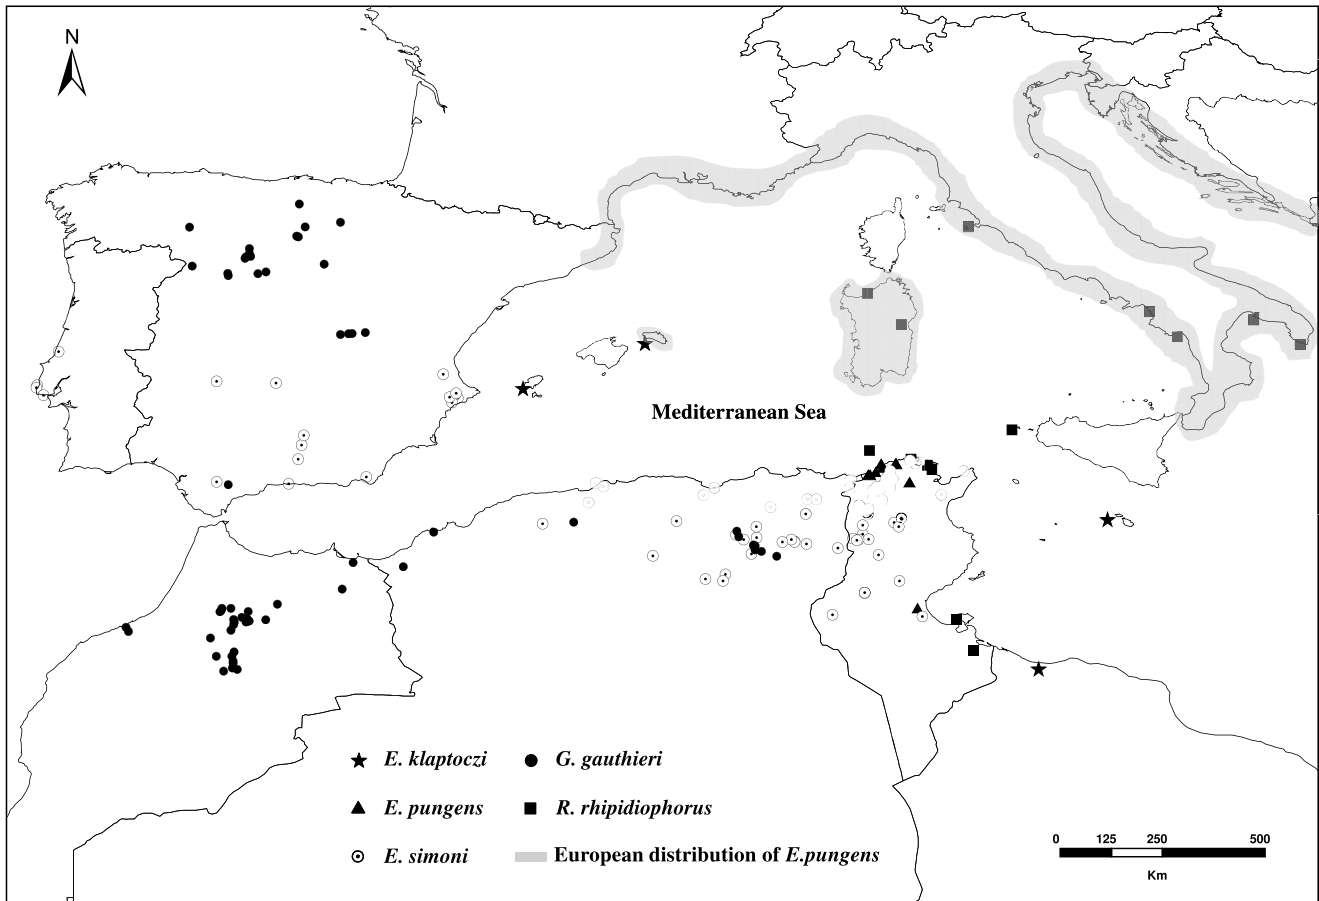 N
Mediterranean Sea
E. klaptoczi
G. gauthieri
E. pungens
R. rhipidiophorus
E. simoni
European distribution of E.pungens
0 125 250 500
Km